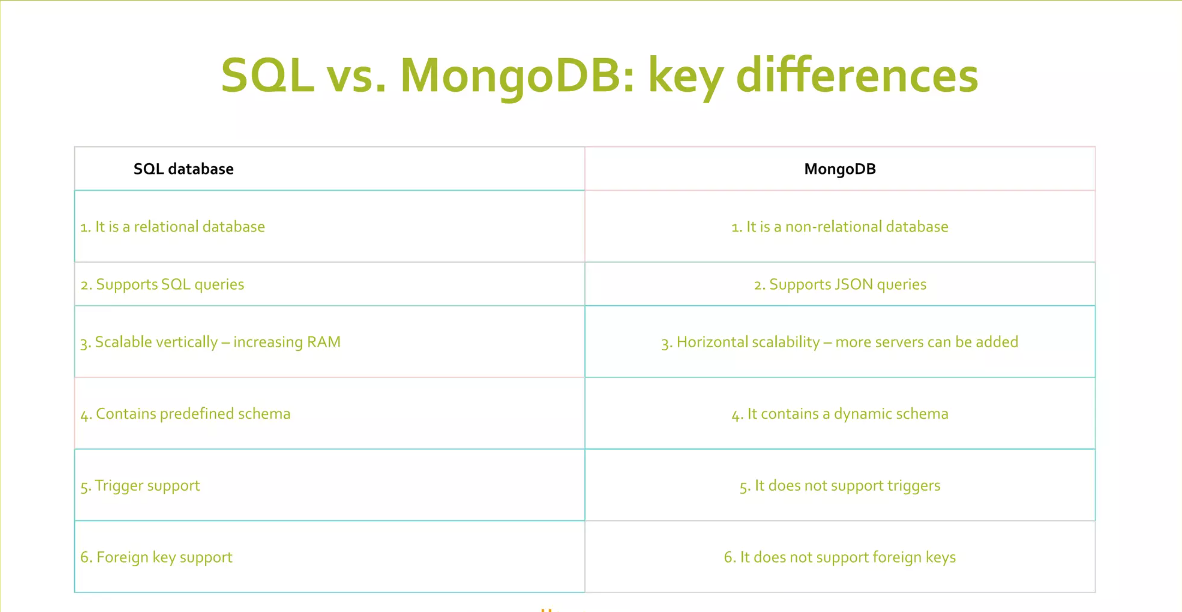 SQL vs. MongoDB: key differences
SQL database
MongoDB
1. It is a relational database
1. It is a non-relational database
2. Supports SQL queries
2. Supports JSON queries
3. Scalable vertically – increasing RAM
3. Horizontal scalability – more servers can be added
4. Contains predefined schema
4. It contains a dynamic schema
5. Trigger support
5. It does not support triggers
6. Foreign key support
6. It does not support foreign keys